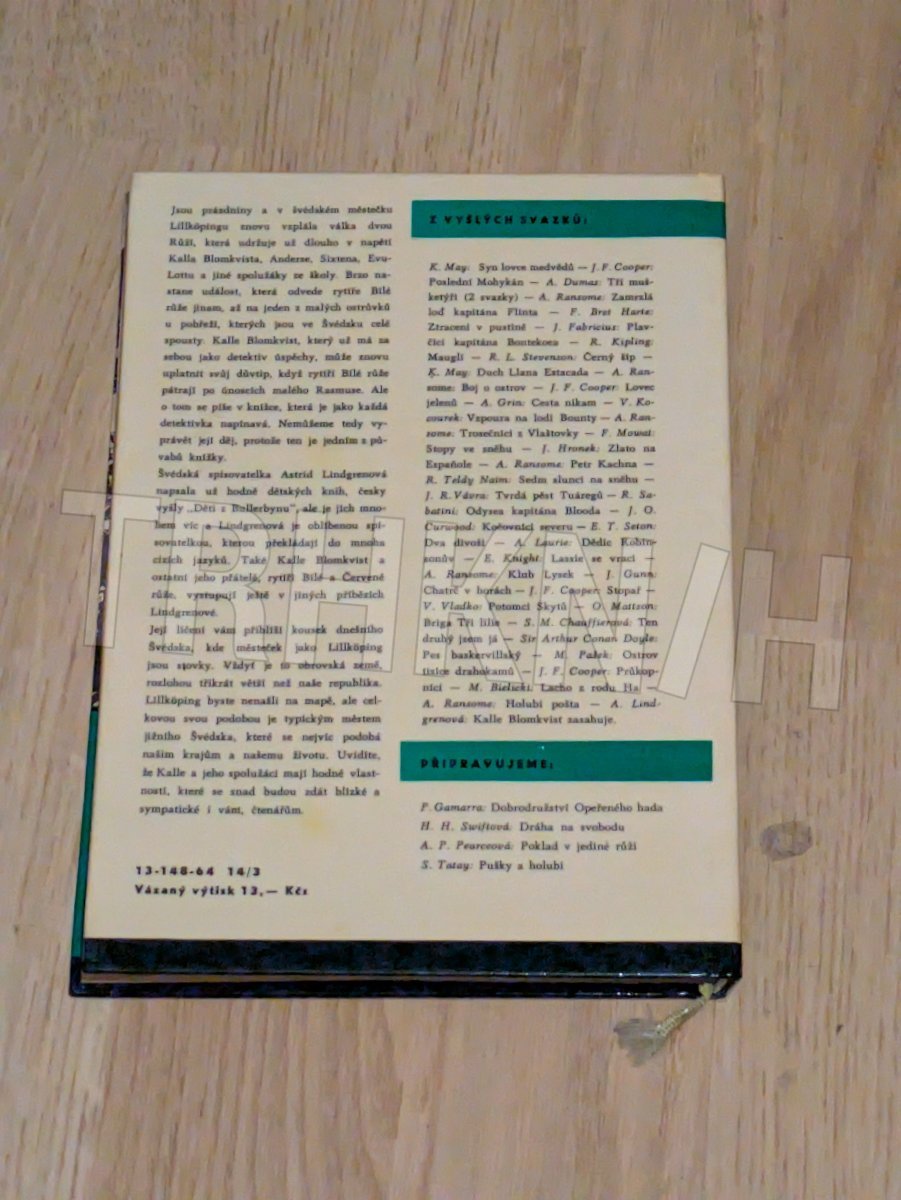 Jsou prázdniny a v švédském městečku
Lillköpingu znovu vzplála válka dvou
Růží, která udržuje už dlouho v napětí
Kalla Blomkvista, Anderse, Sixtena, Evu-
Lottu a jiné spolužáky ze školy. Brzo na-
stane událost, která odvede rytíře Bílé
růže jinam, až na jeden z malých ostrůvků
u pobřeží, kterých jsou ve Švédsku celé
spousty. Kalle Blomkvist, který už má za
sebou jako detektiv úspěchy, může znovu
uplatnit svůj důvtip, když rytíři Bílé růže
pátrají po únoscích malého Rasmuse. Ale
o tom se píše v knížce, která je jako každá
detektivka napínavá. Nemůžeme tedy vy-
právět její děj, protože ten je jedním z pů-
vabů knížky.
Švédská spisovatelka Astrid Lindgrenová
napsala už hodně dětských knih, česky
vyšly „Děti z Bullerbynu", ale je jich mno-
hem víc a Lindgrenová je oblíbenou spi-
sovatelkou, kterou překládají do mnoha
cizích jazyků. Také Kalle Blomkvist a
ostatní jeho přátelé, rytíři Bílé a Červené
růže, vystupují ještě v jiných příbězích
Lindgrenové.
Její líčení vám přiblíží kousek dnešního
Švédska, kde městeček jako Lillköping
jsou stovky. Vždyť je to obrovská země,
rozlohou třikrát větší než naše republika.
Lillköping byste nenašli na mapě, ale cel-
kovou svou podobou je typickým městem
jižního Švédska, které se nejvíc podobá
našim krajům a našemu životu. Uvidíte,
že Kalle a jeho spolužáci mají hodně vlast-
ností, které se snad budou zdát blízké a
sympatické i vám, čtenářům.
13-148-64 14/3
Vázaný výtisk 13,— Kčs
Z VYŠLÝCH SVAZKŮ:
K. May: Syn lovce medvědů — J. F. Cooper:
Poslední Mohykán — A. Dumas: Tři muš-
ketýři (2 svazky) — A. Ransome: Zamrzlá
loď kapitána Flinta — F. Bret Harte:
Ztraceni v pustině — J. Fabricius: Plav-
číci kapitána Bontekoea — R. Kipling:
Mauglí — R. L. Stevenson: Černý šíp —
K. May: Duch Llana Estacada — A. Ran-
some: Boj o ostrov — J. F. Cooper: Lovec
jelenů — A. Grin: Cesta nikam — V. Ko-
courek: Vzpoura na lodi Bounty — A. Ran-
some: Trosečníci z Vlaštovky — F. Mowat:
Stopy ve sněhu — J. Hronek: Zlato na
Españole — A. Ransome: Petr Kachna —
R. Teldy Naim: Sedm sluncí na sněhu —
J. R. Vávra: Tvrdá pěst Tuáregů — R. Sa-
batini: Odysea kapitána Blooda — J. O.
Curwood: Kočovníci severu — E. T. Seton:
Dva divoši — A. Laurie: Dědic Robin-
sonův — E. Knight: Lassie se vrací —
A. Ransome: Klub Lysek — J. Gunn:
Chatrč v horách — J. F. Cooper: Stopař —
V. Vladko: Potomci Skytů — O. Mattson:
Briga Tři lilie — S. M. Chauffierová: Ten
druhý jsem já — Sir Arthur Conan Doyle:
Pes baskervillský — M. Pašek: Ostrov
tisíce drahokamů — J. F. Cooper: Průkop-
níci — M. Bielicki: Lacho z rodu Ha —
A. Ransome: Holubí pošta — A. Lind-
grenová: Kalle Blomkvist zasahuje.
PŘIPRAVUJEME:
P. Gamarra: Dobrodružství Opeřeného hada
H. H. Swiftová: Dráha na svobodu
A. P. Pearceová: Poklad v jediné růži
S. Tatay: Pušky a holubi